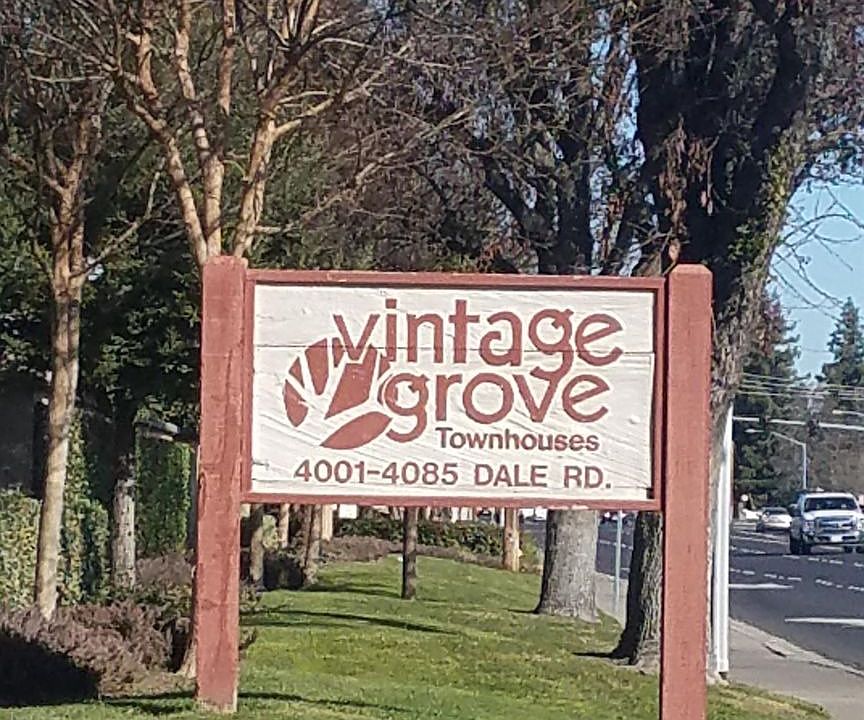 vintage
grove
Townhouses
4001-4085 DALE RD.